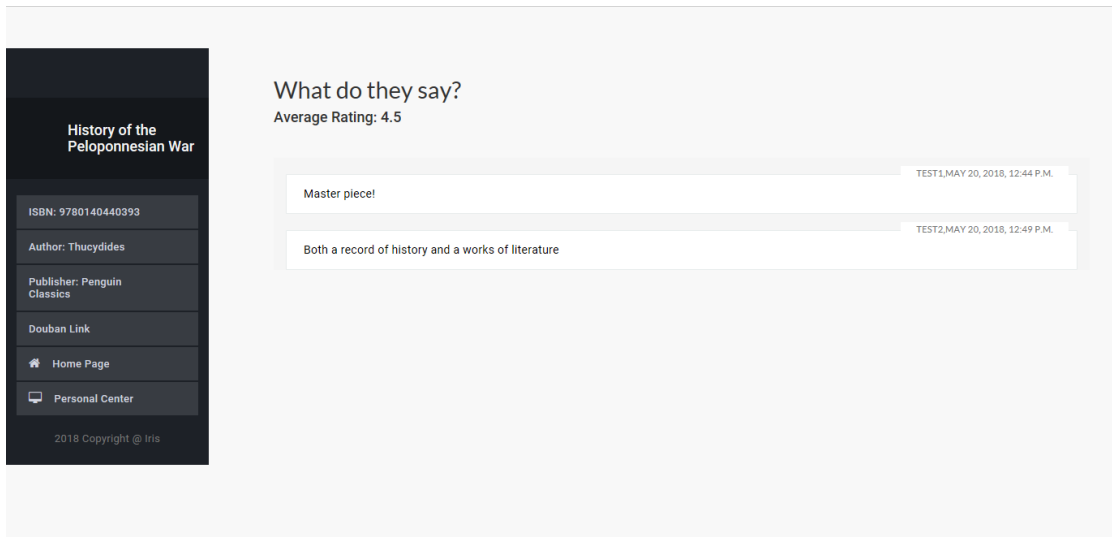 History of the
Peloponnesian War
ISBN: 9780140440393
Author: Thucydides
Publisher: Penguin
Classics
Douban Link
Home Page
Personal Center
2018 Copyright @ Iris
What do they say?
Average Rating: 4.5
TEST1,MAY 20, 2018, 12:44 P.M.
Master piece!
TEST2,MAY 20, 2018, 12:49 P.M.
Both a record of history and a works of literature